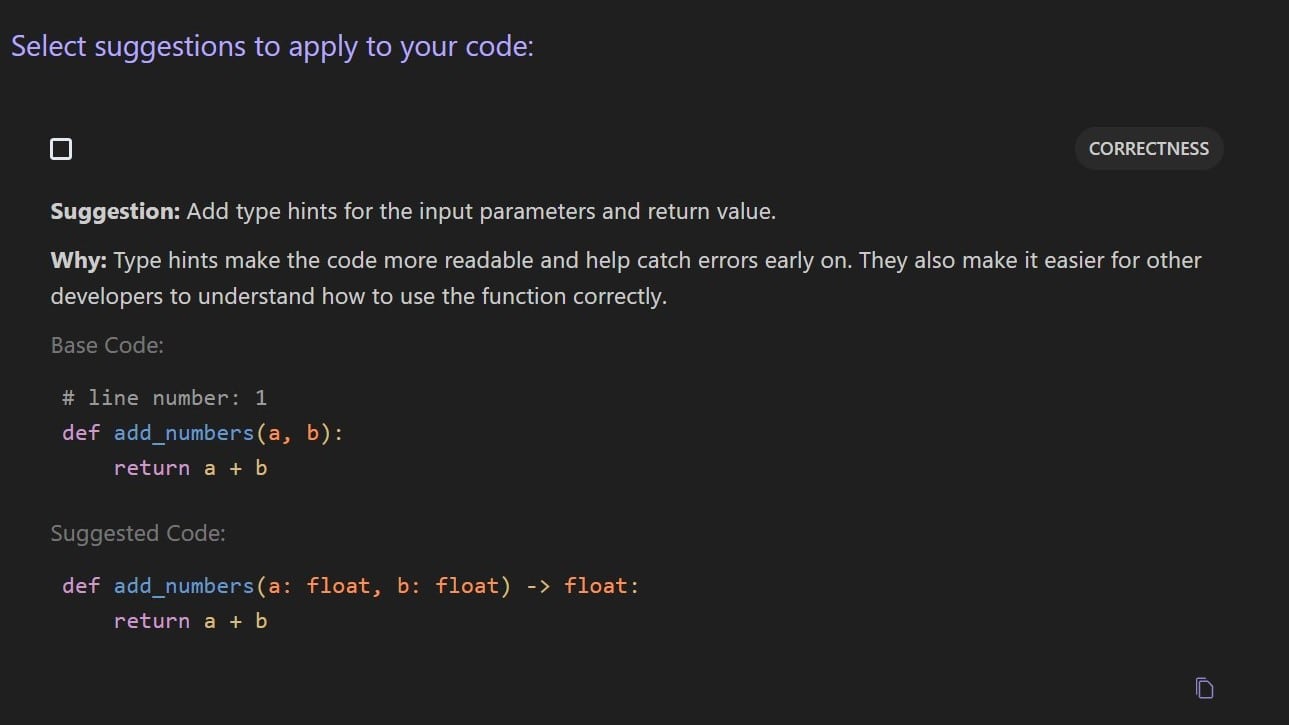 Select suggestions to apply to your code:
CORRECTNESS
Suggestion: Add type hints for the input parameters and return value.
Why: Type hints make the code more readable and help catch errors early on. They also make it easier for other
developers to understand how to use the function correctly.
Base Code:
# line number: 1
def add_numbers(a, b):
    return a + b
Suggested Code:
def add_numbers(a: float, b: float) -> float:
    return a + b